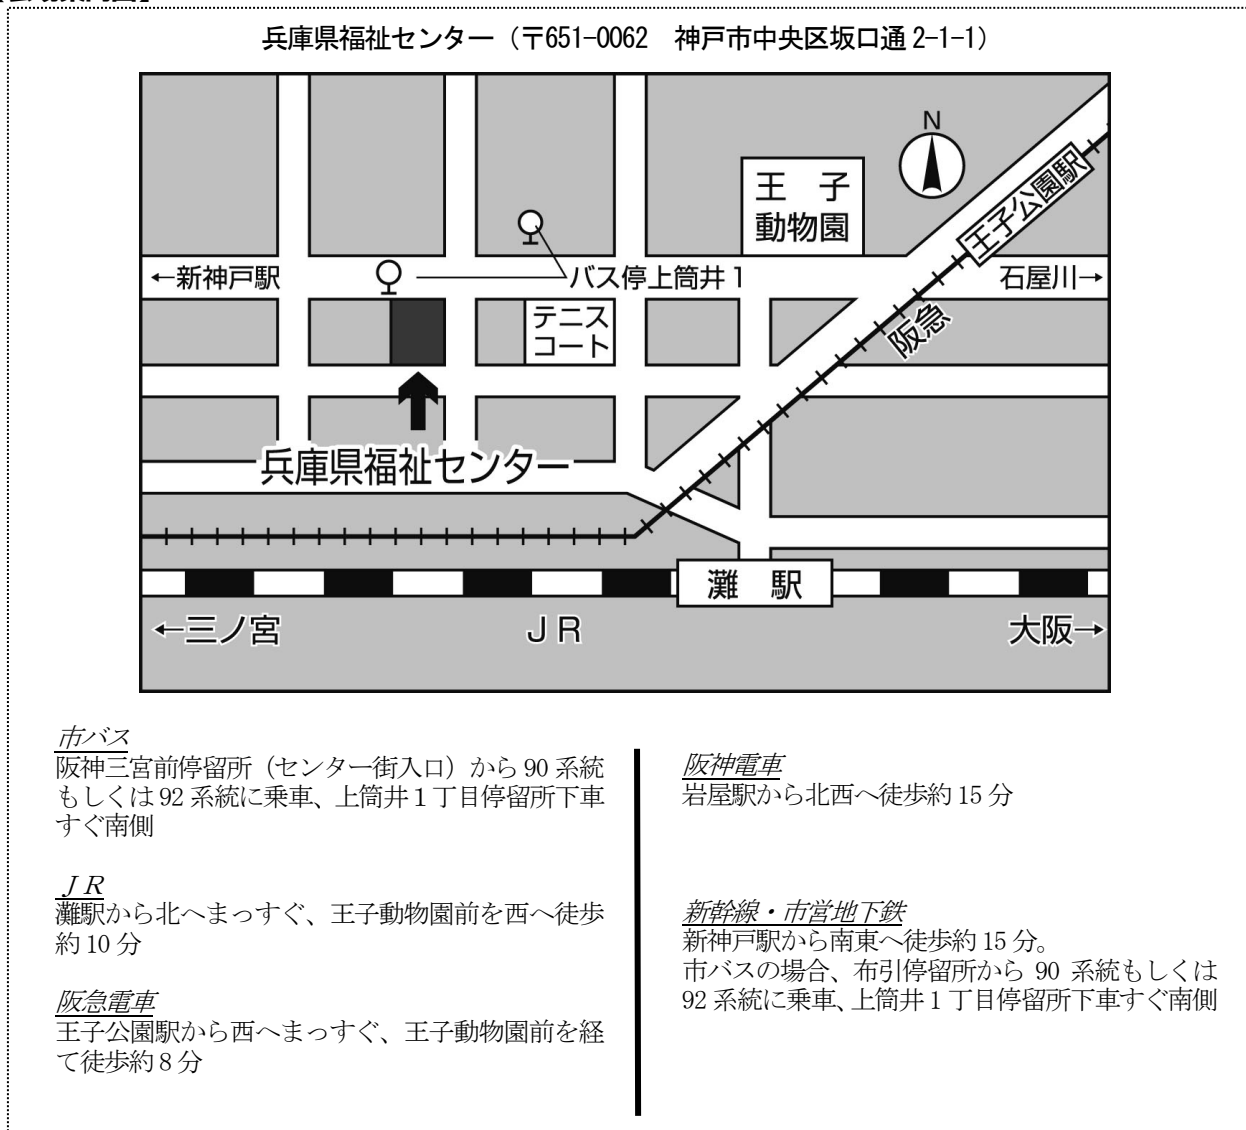 兵庫県福祉センター（〒651-0062　神戸市中央区坂口通 2-1-1）
N
王　子
動物園
王子公園駅
←新神戸駅
バス停上筒井1
石屋川→
テニス
コート
阪急
兵庫県福祉センター
灘　駅
←三ノ宮
ＪＲ
大阪→
市バス
阪神三宮前停留所（センター街入口）から 90 系統
もしくは 92 系統に乗車、上筒井１丁目停留所下車
すぐ南側
ＪＲ
灘駅から北へまっすぐ、王子動物園前を西へ徒歩
約 10 分
阪急電車
王子公園駅から西へまっすぐ、王子動物園前を経
て徒歩約８分
阪神電車
岩屋駅から北西へ徒歩約 15 分
新幹線・市営地下鉄
新神戸駅から南東へ徒歩約 15 分。
市バスの場合、布引停留所から 90 系統もしくは
92 系統に乗車、上筒井１丁目停留所下車すぐ南側